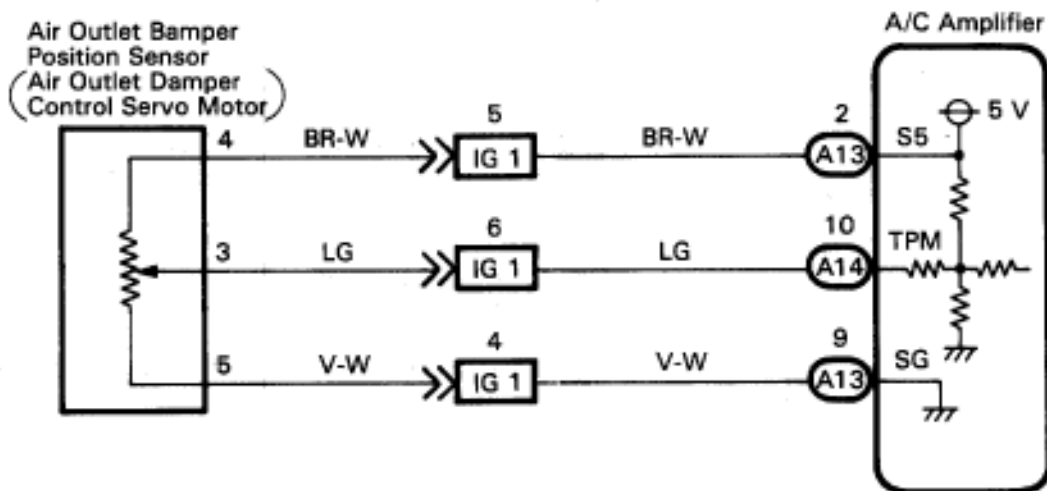 Air Outlet Bamper
Position Sensor
(Air Outlet Damper
Control Servo Motor)
A/C Amplifier
5 V
4 BR-W 5 BR-W 2 S5
IG 1 A13
3 LG 6 LG 10 TPM
IG 1 A14
5 V-W 4 V-W 9 SG
IG 1 A13